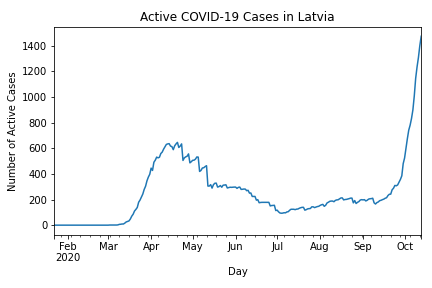 Active COVID-19 Cases in Latvia
Number of Active Cases
1400
1200
1000
800
600
400
200
0
Feb Mar Apr May Jun Jul Aug Sep Oct
2020
Day